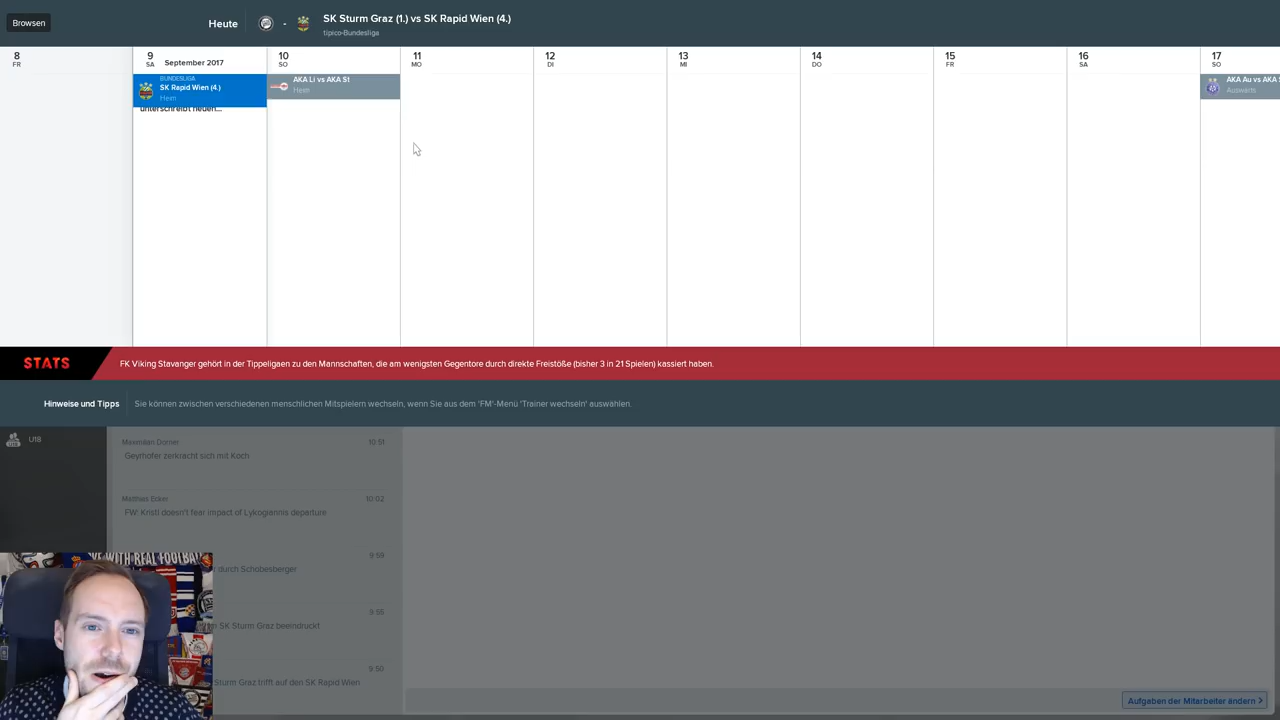 Browsen
Heute
-
SK Sturm Graz (1.) vs SK Rapid Wien (4.)
tipico-Bundesliga
8
FR
9
SA
September 2017
10
SO
11
MO
12
DI
13
MI
14
DO
15
FR
16
SA
17
SO
BUNDESLIGA
SK Rapid Wien (4.)
Heim
unterschreibt neuen...
AKA Li vs AKA St
Heim
AKA Au vs AKA
Auswärts
STATS
FK Viking Stavanger gehört in der Tippeligaen zu den Mannschaften, die am wenigsten Gegentore durch direkte Freistöße (bisher 3 in 21 Spielen) kassiert haben.
Hinweise und Tipps
Sie können zwischen verschiedenen menschlichen Mitspielern wechseln, wenn Sie aus dem 'FM'-Menü 'Trainer wechseln' auswählen.
U18
Maximilian Dorner 10:51
Geyrhofer zerkracht sich mit Koch
Matthias Ecker 10:02
FW: Kristl doesn't fear impact of Lykogiannis departure
9:59
durch Schobesberger
9:55
SK Sturm Graz beeindruckt
9:50
Sturm Graz trifft auf den SK Rapid Wien
Aufgaben der Mitarbeiter ändern >
WITH REAL FOOTBALL